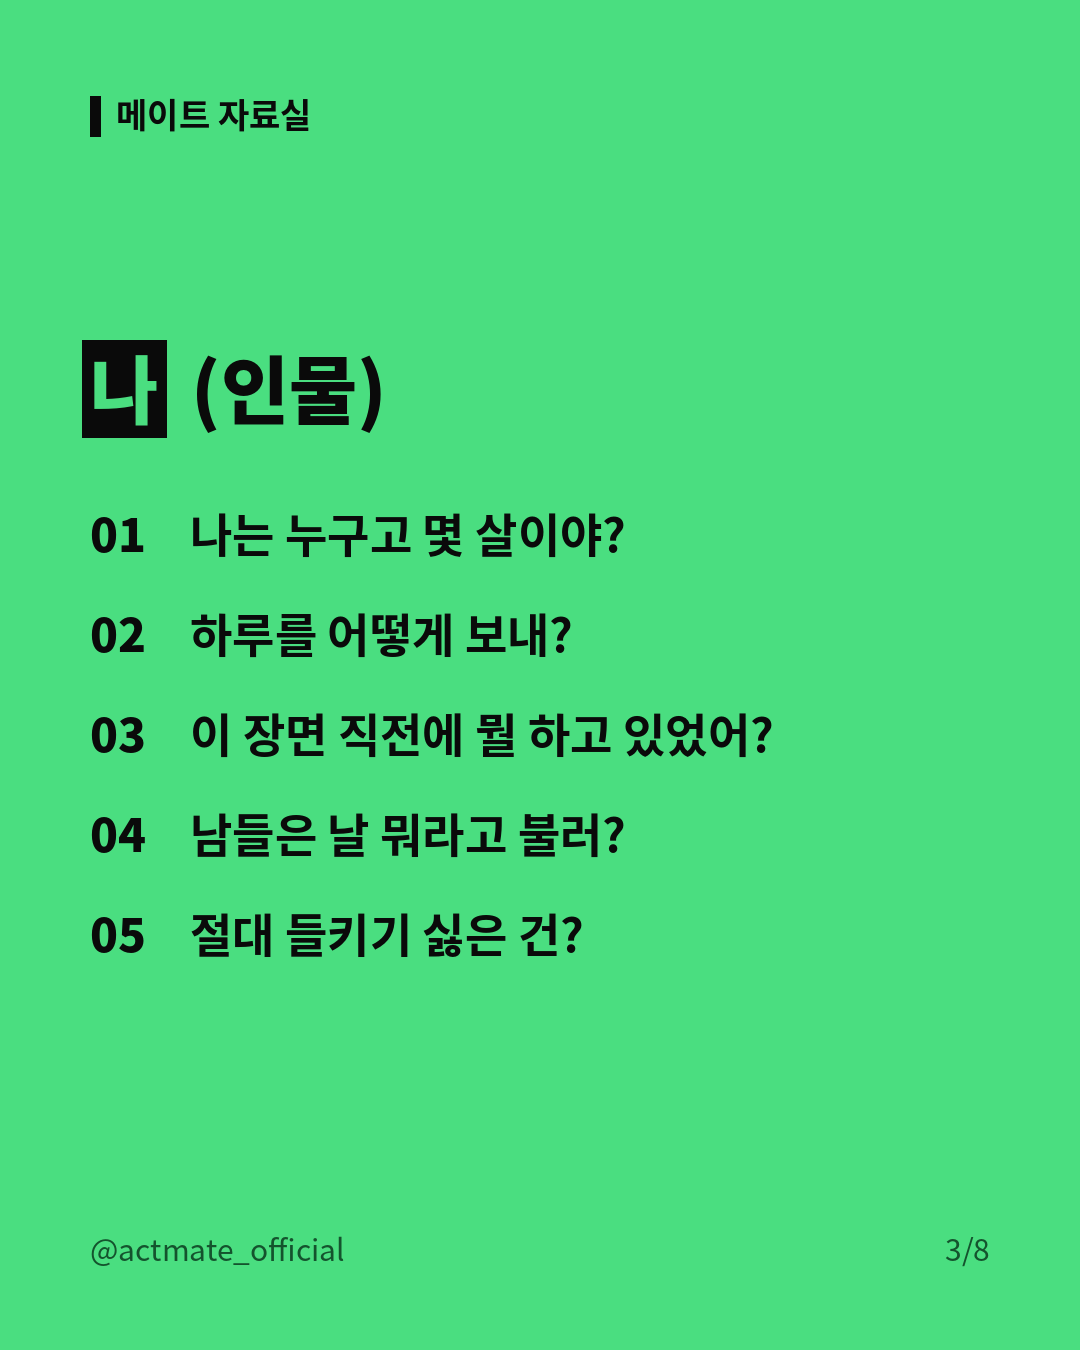 메이트 자료실
나 (인물)
01 나는 누구고 몇 살이야?
02 하루를 어떻게 보내?
03 이 장면 직전에 뭘 하고 있었어?
04 남들은 날 뭐라고 불러?
05 절대 들키기 싫은 건?
@actmate_official 3/8